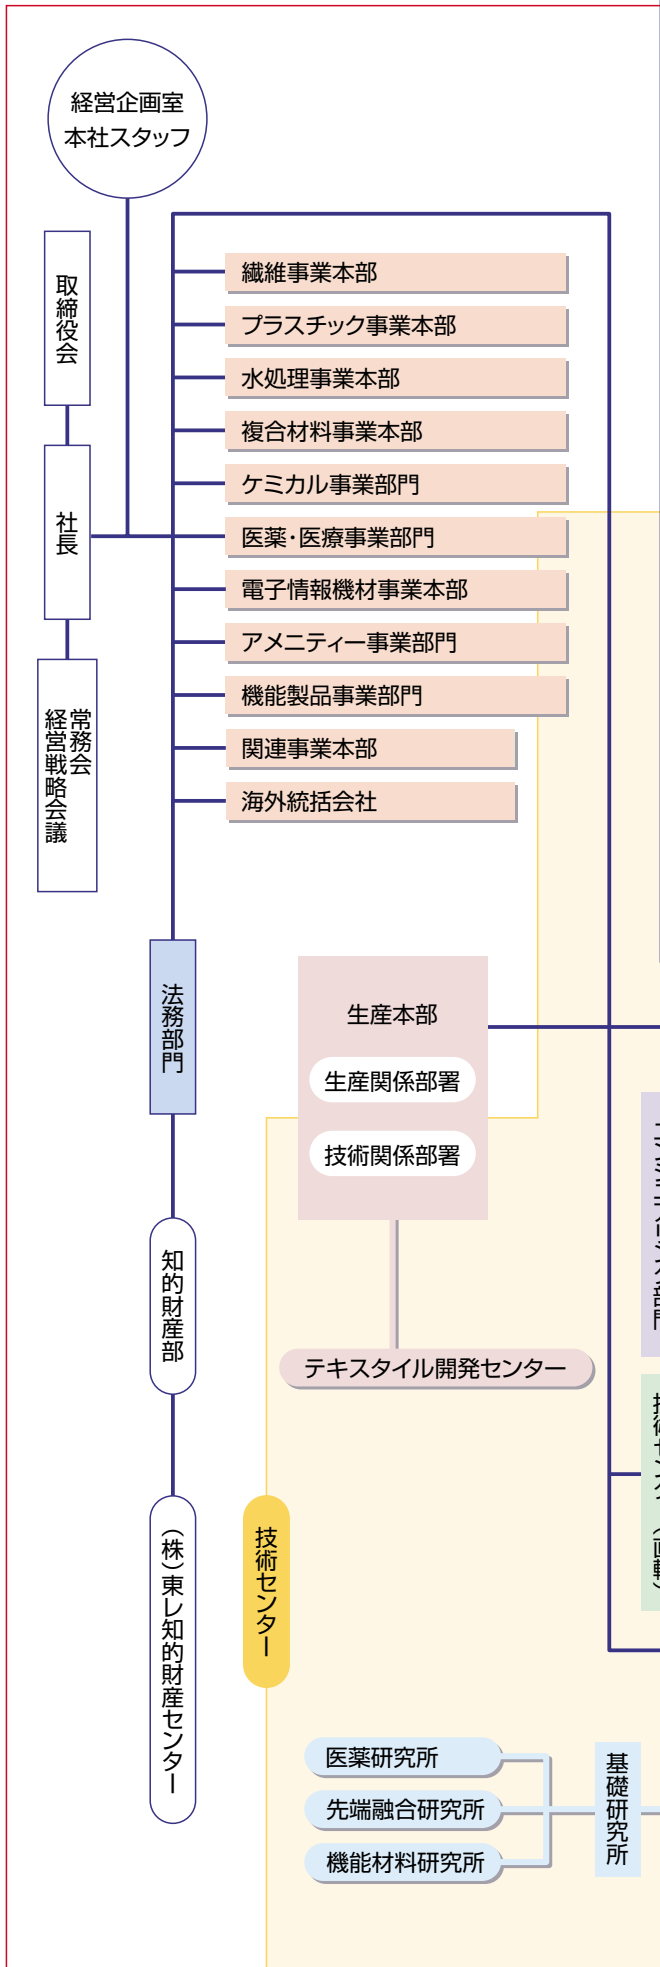 経営企画室
本社スタッフ
取締役会
社長
常務会
経営戦略会議
繊維事業本部
プラスチック事業本部
水処理事業本部
複合材料事業本部
ケミカル事業部門
医薬・医療事業部門
電子情報機材事業本部
アメニティー事業部門
機能製品事業部門
関連事業本部
海外統括会社
法務部門
知的財産部
(株)東レ知的財産センター
生産本部
生産関係部署
技術関係部署
テキスタイル開発センター
技術センター
医薬研究所
先端融合研究所
機能材料研究所
基礎研究所